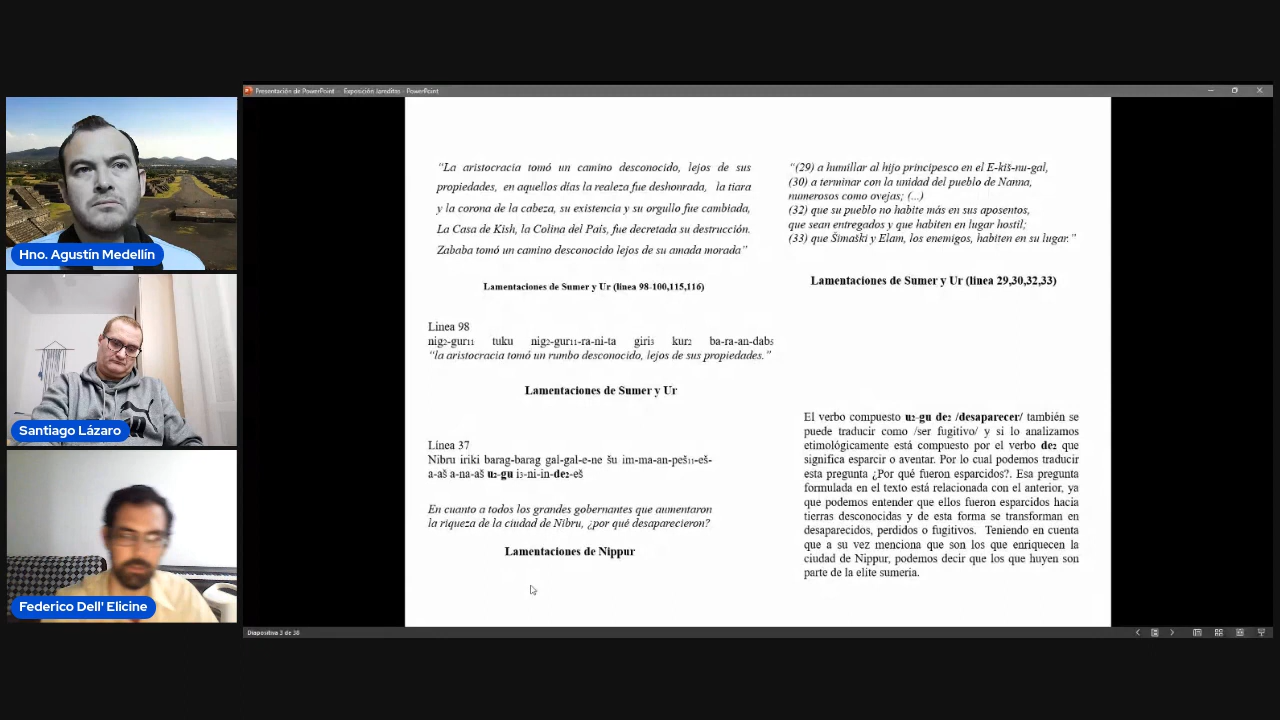 Presentación de PowerPoint - Exposición Jareditas - PowerPoint
Hno. Agustín Medellín
Santiago Lázaro
Federico Dell' Elicine
“La aristocracia tomó un camino desconocido, lejos de sus
propiedades, en aquellos días la realeza fue deshonrada, la tiara
y la corona de la cabeza, su existencia y su orgullo fue cambiada,
La Casa de Kish, la Colina del País, fue decretada su destrucción.
Zababa tomó un camino desconocido lejos de su amada morada”
Lamentaciones de Sumer y Ur (linea 98-100,115,116)
Linea 98
nig2-gur11 tuku nig2-gur11-ra-ni-ta giri3 kur2 ba-ra-an-dab5
“la aristocracia tomó un rumbo desconocido, lejos de sus propiedades.”
Lamentaciones de Sumer y Ur
Línea 37
Nibru iriki barag-barag gal-gal-e-ne šu im-ma-an-peš11-eš-
a-aš a-na-aš u2-gu i3-ni-in-de2-eš
En cuanto a todos los grandes gobernantes que aumentaron
la riqueza de la ciudad de Nibru, ¿por qué desaparecieron?
Lamentaciones de Nippur
“(29) a humillar al hijo principesco en el E-kiš-nu-gal,
(30) a terminar con la unidad del pueblo de Nanna,
numerosos como ovejas; (...)
(32) que su pueblo no habite más en sus aposentos,
que sean entregados y que habiten en lugar hostil;
(33) que Šimaški y Elam, los enemigos, habiten en su lugar.”
Lamentaciones de Sumer y Ur (linea 29,30,32,33)
El verbo compuesto u2-gu de2 /desaparecer/ también se
puede traducir como /ser fugitivo/ y si lo analizamos
etimológicamente está compuesto por el verbo de2 que
significa esparcir o aventar. Por lo cual podemos traducir
esta pregunta ¿Por qué fueron esparcidos?. Esa pregunta
formulada en el texto está relacionada con el anterior, ya
que podemos entender que ellos fueron esparcidos hacia
tierras desconocidas y de esta forma se transforman en
desaparecidos, perdidos o fugitivos. Teniendo en cuenta
que a su vez menciona que son los que enriquecen la
ciudad de Nippur, podemos decir que los que huyen son
parte de la elite sumeria.
Diapositiva 3 de 38